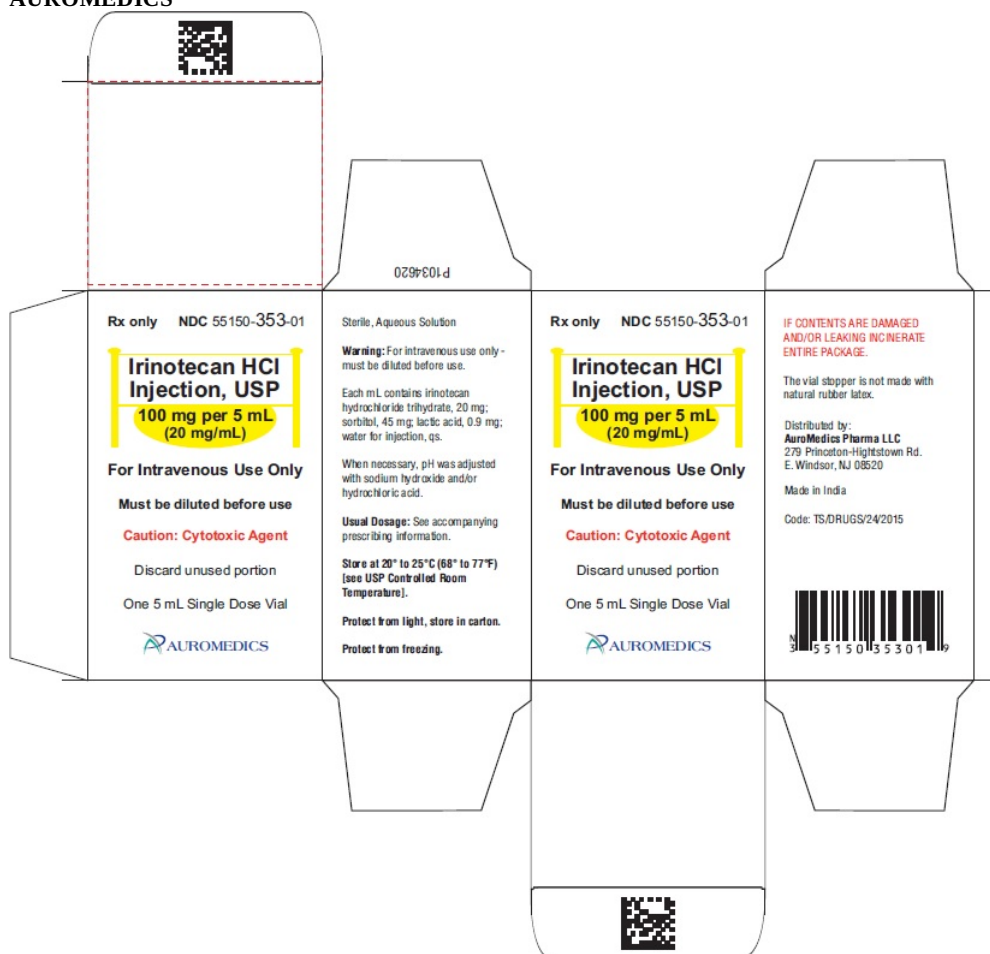 AUROMEDICS
P1034620
Rx only NDC 55150-353-01
Irinotecan HCl
Injection, USP
100 mg per 5 mL
(20 mg/mL)
For Intravenous Use Only
Must be diluted before use
Caution: Cytotoxic Agent
Discard unused portion
One 5 mL Single Dose Vial
AUROMEDICS
Sterile, Aqueous Solution
Warning: For intravenous use only -
must be diluted before use.
Each mL contains irinotecan
hydrochloride trihydrate, 20 mg;
sorbitol, 45 mg; lactic acid, 0.9 mg;
water for injection, qs.
When necessary, pH was adjusted
with sodium hydroxide and/or
hydrochloric acid.
Usual Dosage: See accompanying
prescribing information.
Store at 20° to 25°C (68° to 77°F)
[see USP Controlled Room
Temperature].
Protect from light, store in carton.
Protect from freezing.
Rx only NDC 55150-353-01
Irinotecan HCl
Injection, USP
100 mg per 5 mL
(20 mg/mL)
For Intravenous Use Only
Must be diluted before use
Caution: Cytotoxic Agent
Discard unused portion
One 5 mL Single Dose Vial
AUROMEDICS
IF CONTENTS ARE DAMAGED
AND/OR LEAKING INCINERATE
ENTIRE PACKAGE.
The vial stopper is not made with
natural rubber latex.
Distributed by:
AuroMedics Pharma LLC
279 Princeton-Hightstown Rd.
E. Windsor, NJ 08520
Made in India
Code: TS/DRUGS/24/2015
N
3 55150 35301 9